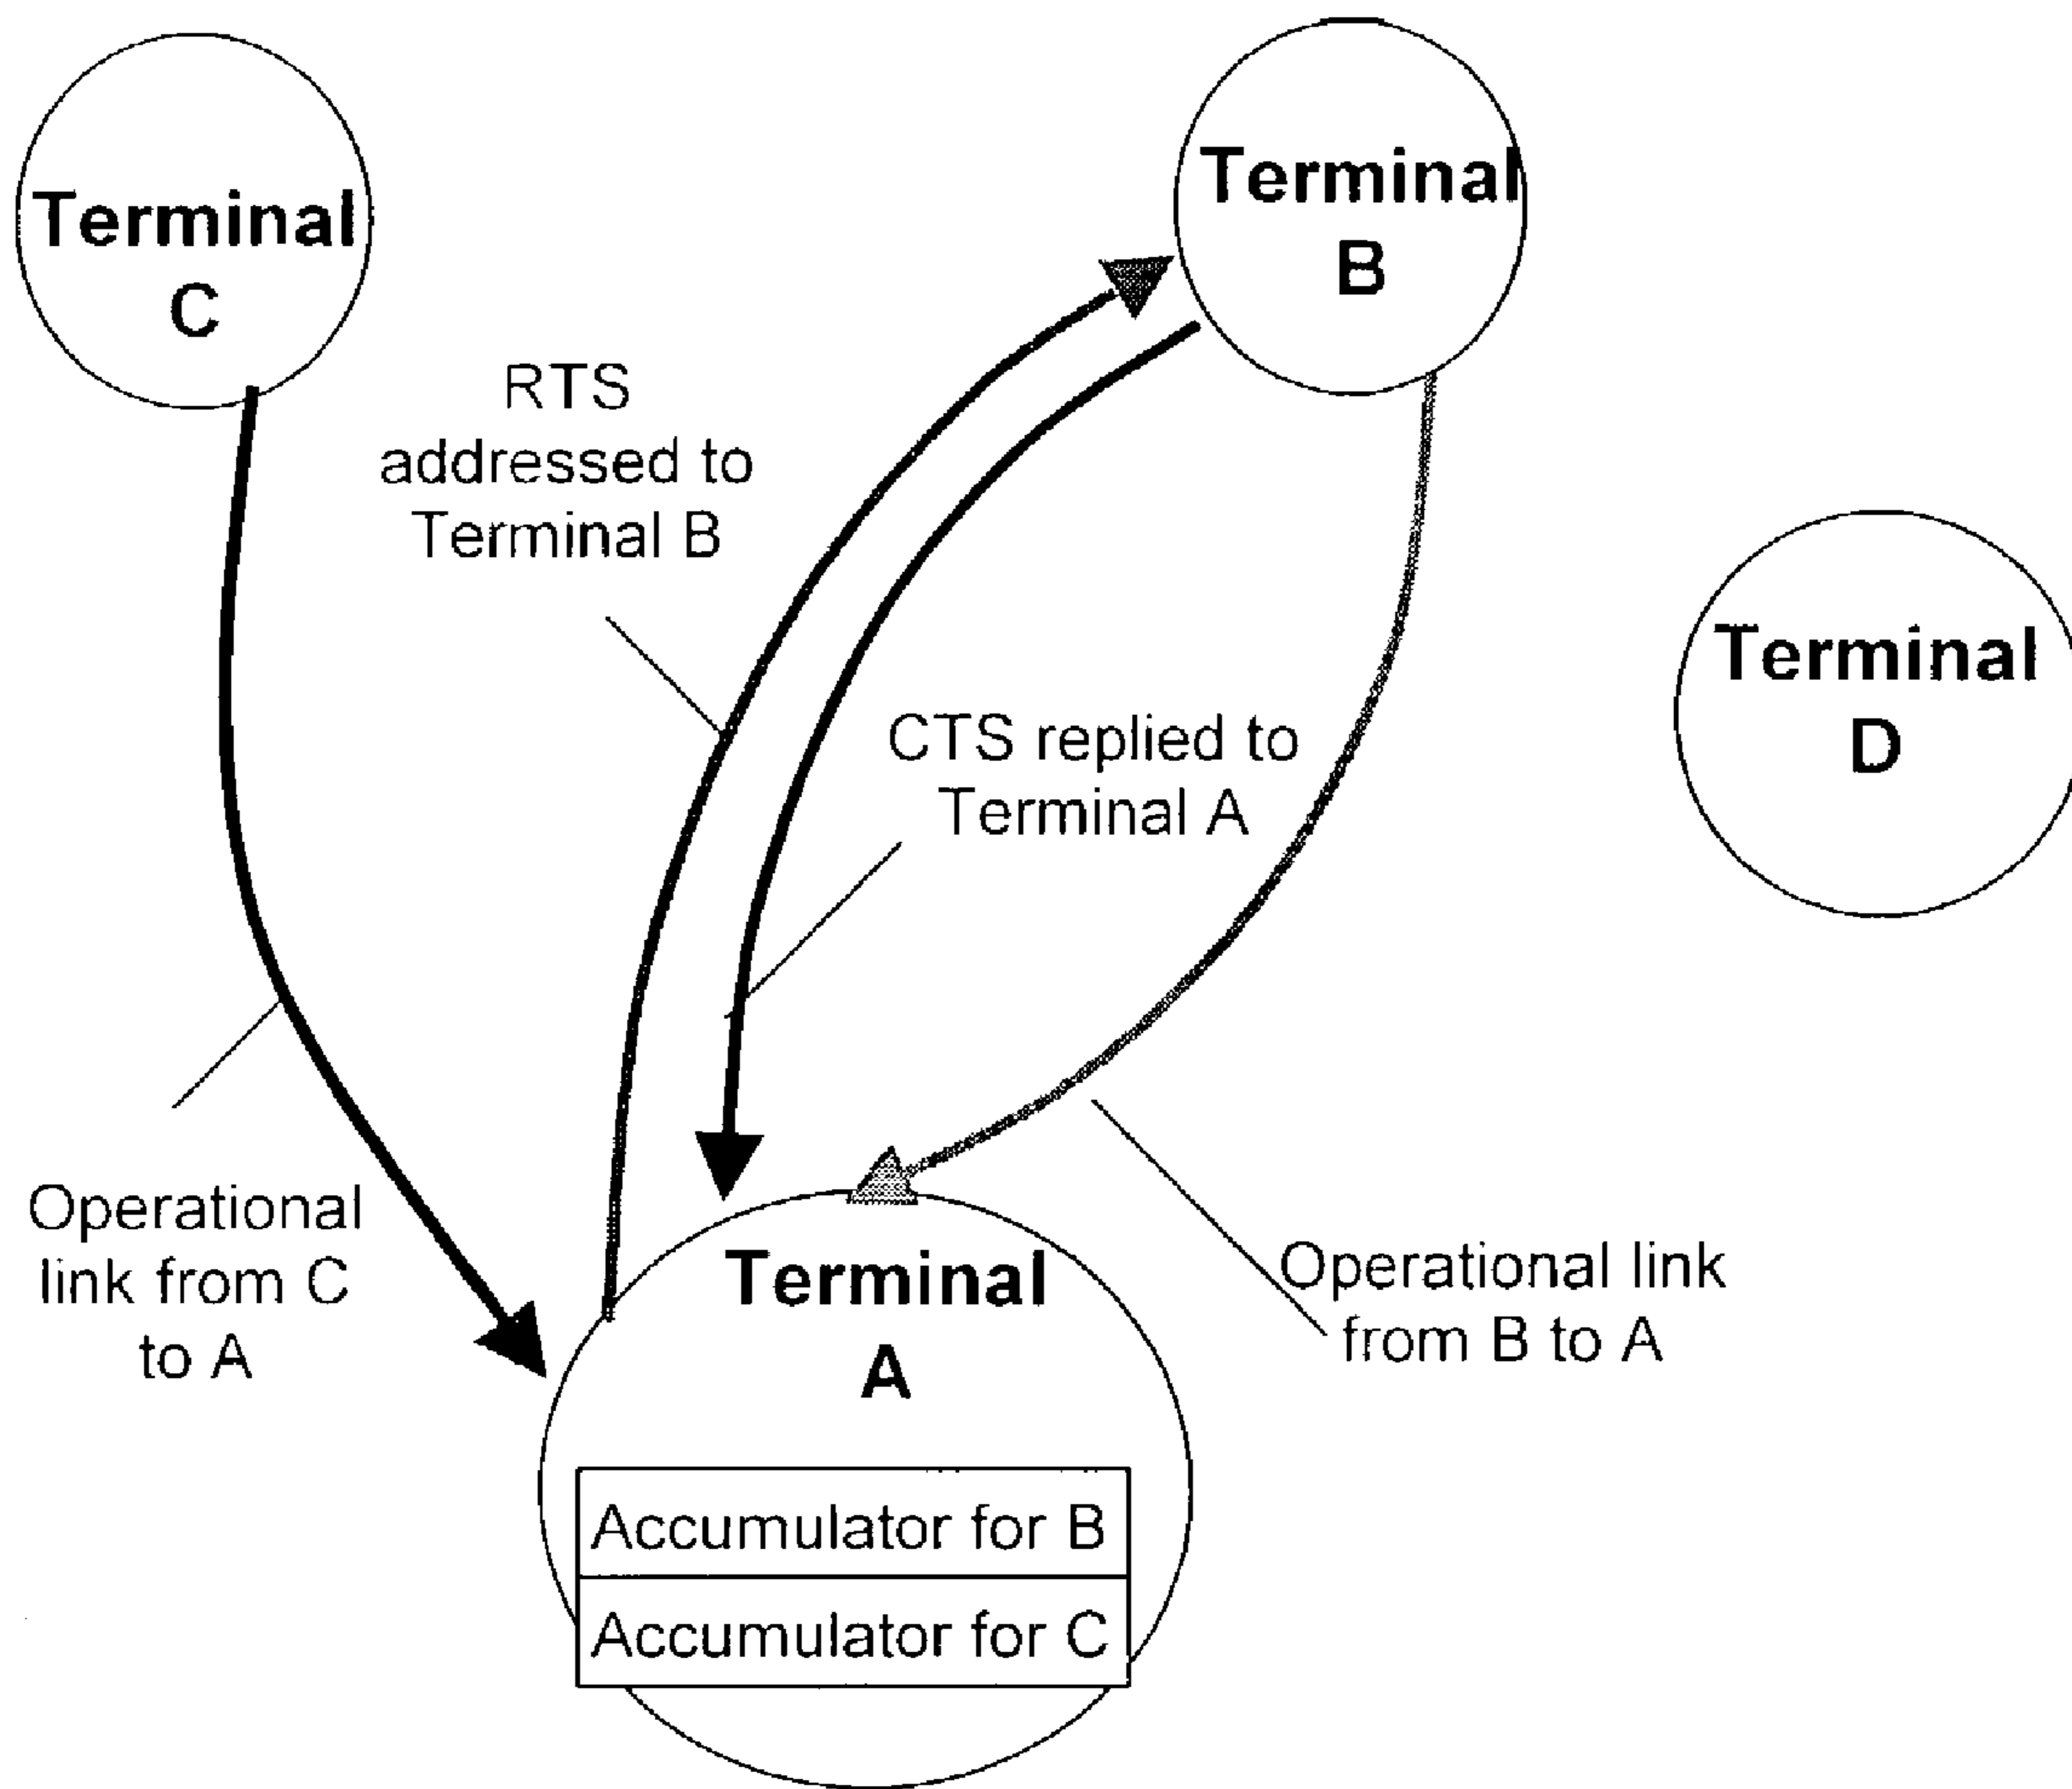 Terminal
C
Terminal
B
RTS
addressed to
Terminal B
Terminal
D
CTS replied to
Terminal A
Operational
link from C
to A
Operational link
from B to A
Terminal
A
Accumulator for B
Accumulator for C